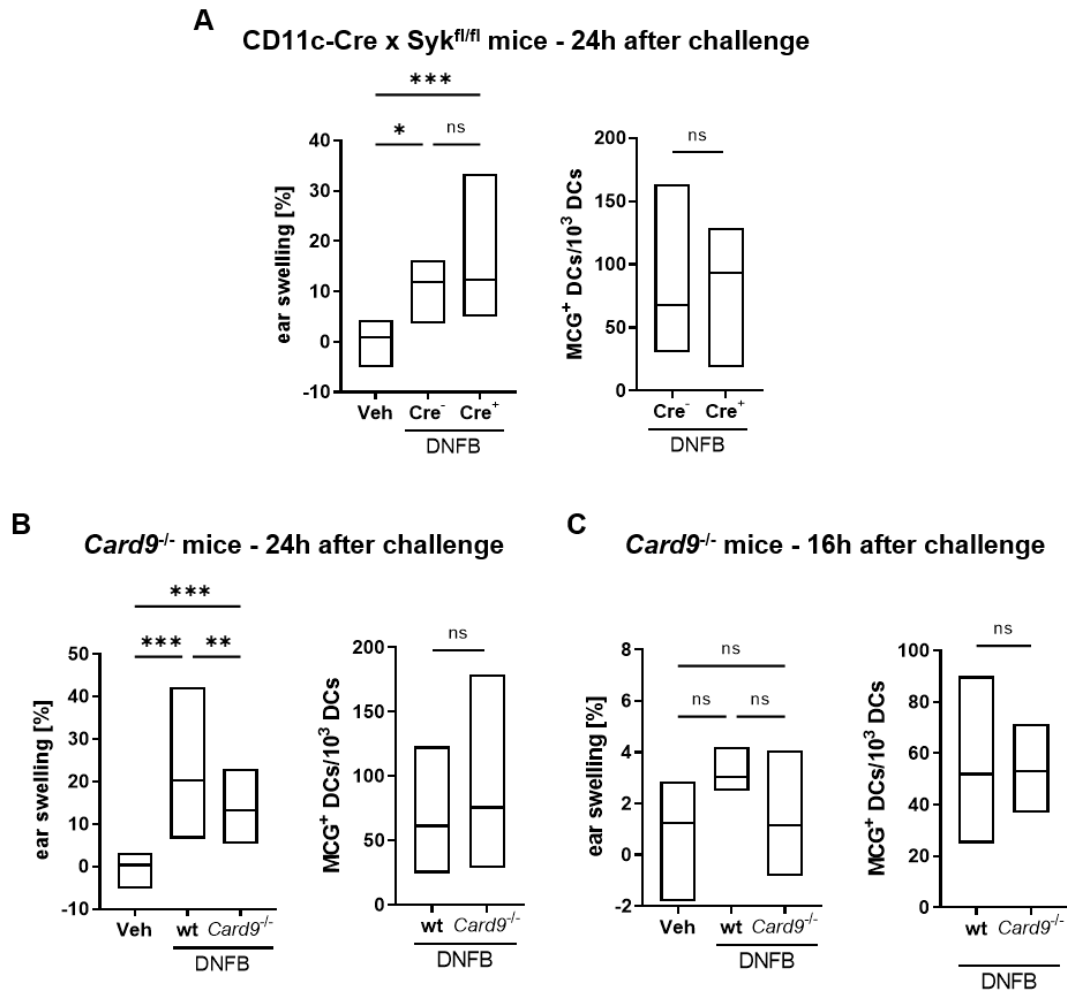 A
CD11c-Cre x Syk^fl/fl mice - 24h after challenge
***
* ns
ear swelling [%]
40
30
20
10
0
-10
Veh Cre⁻ Cre⁺
DNFB
ns
MCG⁺ DCs/10³ DCs
200
150
100
50
0
Cre⁻ Cre⁺
DNFB
B
Card9⁻/⁻ mice - 24h after challenge
***
*** **
ear swelling [%]
50
40
30
20
10
0
-10
Veh wt Card9⁻/⁻
DNFB
ns
MCG⁺ DCs/10³ DCs
200
150
100
50
0
wt Card9⁻/⁻
DNFB
C
Card9⁻/⁻ mice - 16h after challenge
ns
ns ns
ear swelling [%]
8
6
4
2
0
-2
Veh wt Card9⁻/⁻
DNFB
ns
MCG⁺ DCs/10³ DCs
100
80
60
40
20
0
wt Card9⁻/⁻
DNFB